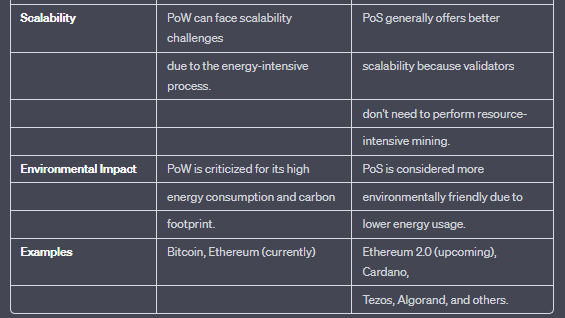 Scalability
PoW can face scalability
challenges
PoS generally offers better
due to the energy-intensive
process.
scalability because validators
don't need to perform resource-
intensive mining.
Environmental Impact
PoW is criticized for its high
PoS is considered more
energy consumption and carbon
environmentally friendly due to
footprint.
lower energy usage.
Examples
Bitcoin, Ethereum (currently)
Ethereum 2.0 (upcoming),
Cardano,
Tezos, Algorand, and others.